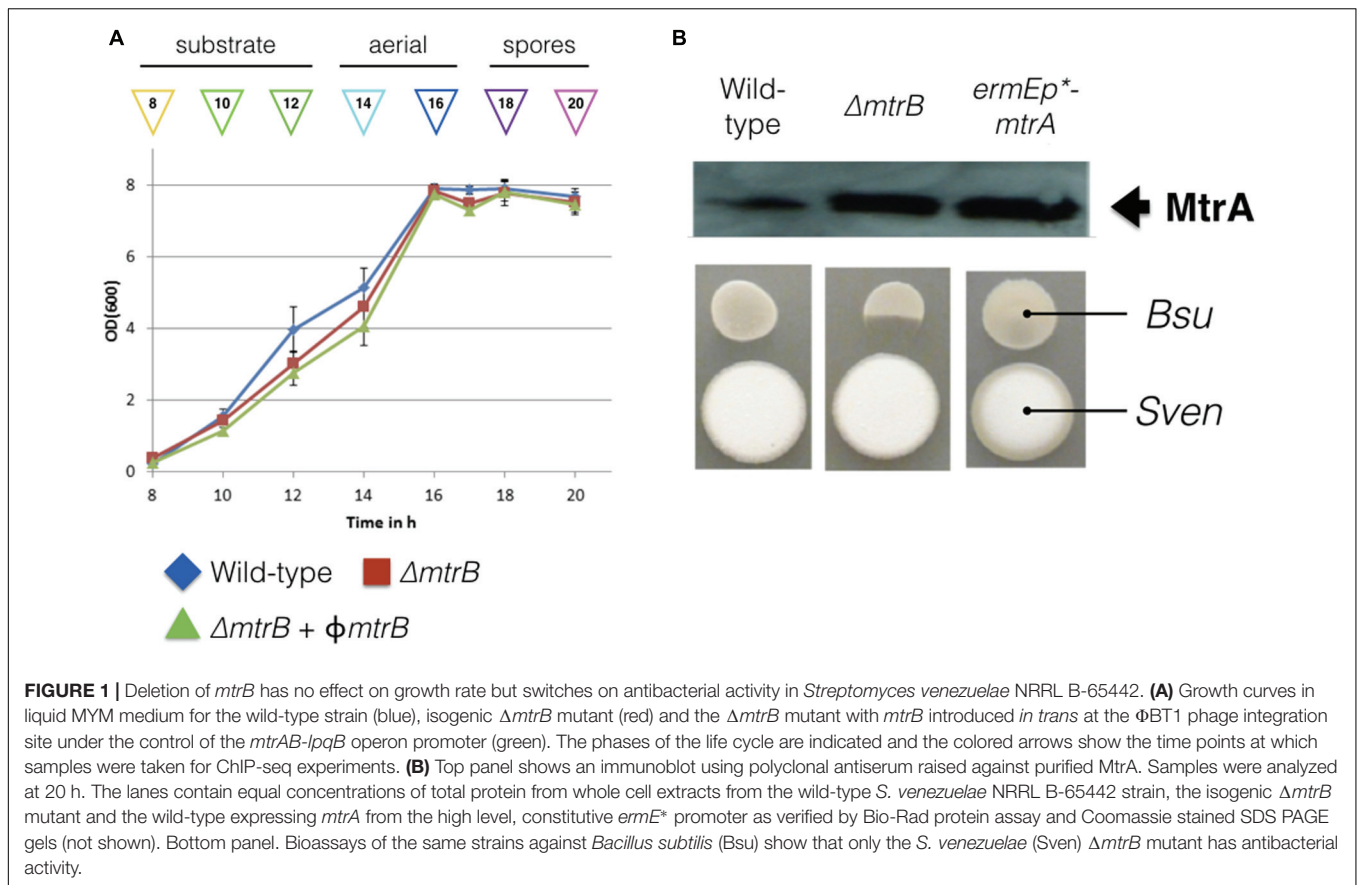 A
substrate aerial spores
8 10 12 14 16 18 20
8
6
4
2
0
OD(600)
8 10 12 14 16 18 20
Time in h
Wild-type ΔmtrB
ΔmtrB + ϕmtrB
B
Wild-
type
ΔmtrB
ermEp*-
mtrA
MtrA
Bsu
Sven
FIGURE 1 | Deletion of mtrB has no effect on growth rate but switches on antibacterial activity in Streptomyces venezuelae NRRL B-65442. (A) Growth curves in
liquid MYM medium for the wild-type strain (blue), isogenic ΔmtrB mutant (red) and the ΔmtrB mutant with mtrB introduced in trans at the ΦBT1 phage integration
site under the control of the mtrAB-lpqB operon promoter (green). The phases of the life cycle are indicated and the colored arrows show the time points at which
samples were taken for ChIP-seq experiments. (B) Top panel shows an immunoblot using polyclonal antiserum raised against purified MtrA. Samples were analyzed
at 20 h. The lanes contain equal concentrations of total protein from whole cell extracts from the wild-type S. venezuelae NRRL B-65442 strain, the isogenic ΔmtrB
mutant and the wild-type expressing mtrA from the high level, constitutive ermE* promoter as verified by Bio-Rad protein assay and Coomassie stained SDS PAGE
gels (not shown). Bottom panel. Bioassays of the same strains against Bacillus subtilis (Bsu) show that only the S. venezuelae (Sven) ΔmtrB mutant has antibacterial
activity.